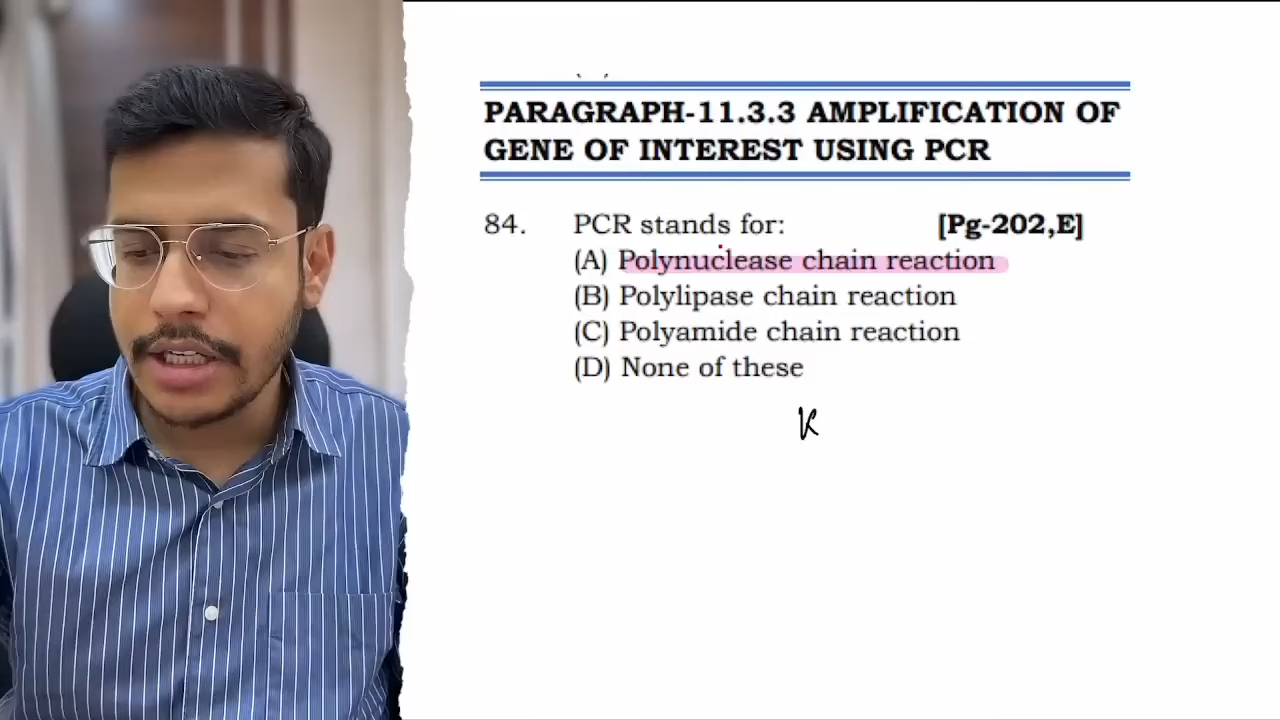 PARAGRAPH-11.3.3 AMPLIFICATION OF
GENE OF INTEREST USING PCR
84. PCR stands for: [Pg-202,E]
(A) Polynuclease chain reaction
(B) Polylipase chain reaction
(C) Polyamide chain reaction
(D) None of these